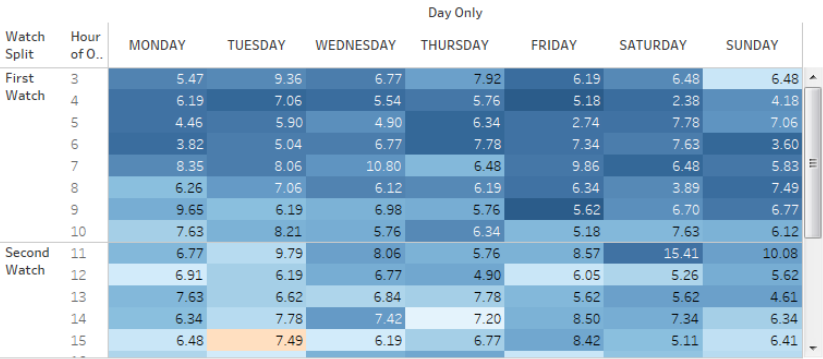 Day Only
Watch Split Hour of O.. MONDAY TUESDAY WEDNESDAY THURSDAY FRIDAY SATURDAY SUNDAY
First Watch 3 5.47 9.36 6.77 7.92 6.19 6.48 6.48
4 6.19 7.06 5.54 5.76 5.18 2.38 4.18
5 4.46 5.90 4.90 6.34 2.74 7.78 7.06
6 3.82 5.04 6.77 7.78 7.34 7.63 3.60
7 8.35 8.06 10.80 6.48 9.86 6.48 5.83
8 6.26 7.06 6.12 6.19 6.34 3.89 7.49
9 9.65 6.19 6.98 5.76 5.62 6.70 6.77
10 7.63 8.21 5.76 6.34 5.18 7.63 6.12
Second Watch 11 6.77 9.79 8.06 5.76 8.57 15.41 10.08
12 6.91 6.19 6.77 4.90 6.05 5.26 5.62
13 7.63 6.62 6.84 7.78 5.62 5.62 4.61
14 6.34 7.78 7.42 7.20 8.50 7.34 6.34
15 6.48 7.49 6.19 6.77 8.42 5.11 6.41